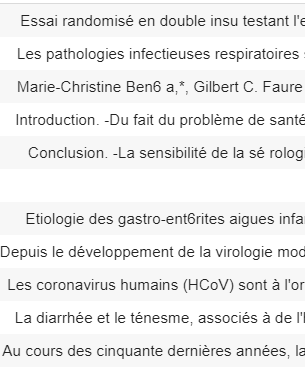 Essai randomisé en double insu testant l'e
Les pathologies infectieuses respiratoires
Marie-Christine Ben6 a,*, Gilbert C. Faure
Introduction. -Du fait du problème de santé
Conclusion. -La sensibilité de la sé rologi
Etiologie des gastro-ent6rites aigues infa
Depuis le développement de la virologie mod
Les coronavirus humains (HCoV) sont à l'or
La diarrhée et le ténesme, associés à de l'
Au cours des cinquante dernières années, la